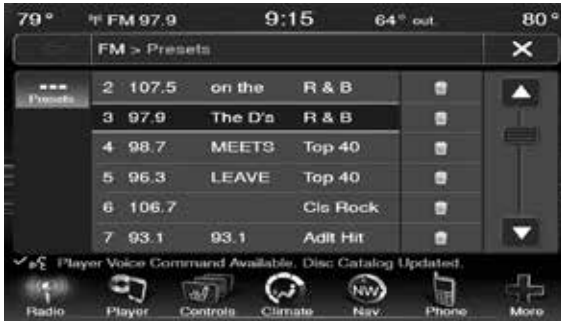 79° FM 97.9 9:15 64° out 80°
FM > Presets X
Presets
2 107.5 on the R & B
3 97.9 The D's R & B
4 98.7 MEETS Top 40
5 96.3 LEAVE Top 40
6 106.7 Cls Rock
7 93.1 93.1 Adlt Hit
Player Voice Command Available, Disc Catalog Updated.
NW
Radio Player Controls Climate Nav Phone More